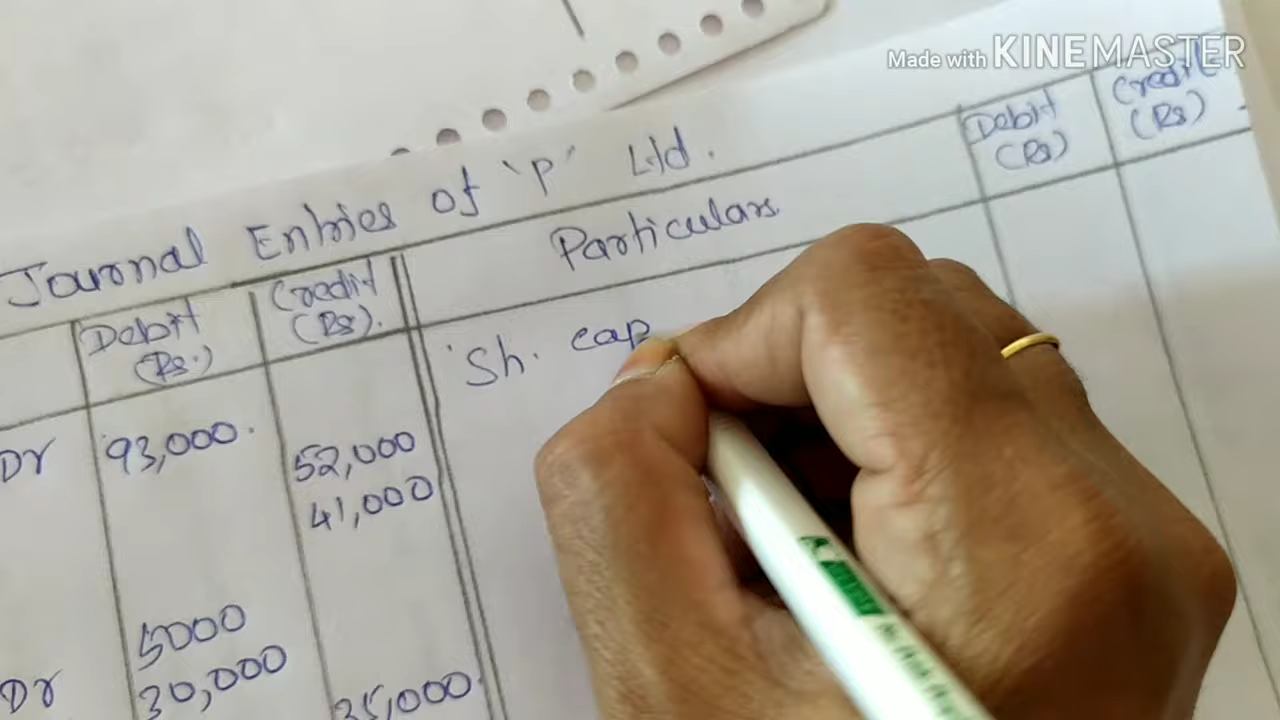 Made with KINEMASTER
Journal Entries of 'P' Ltd.
Debit
(Rs.)
Credit
(Rs).
Particulars
Debit
(Rs)
Credit
(Rs)
Sh. cap
Dr 93,000.
52,000
41,000
5000
Dr 30,000
35,000.